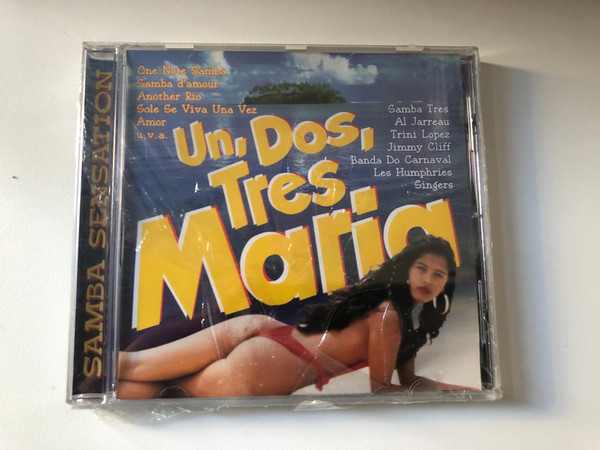 SAMBA SENSATION
One Note Samba
Samba d'amour
Another Rio
Sole Se Viva Una Vez
Amor
u.v.a.
Un, Dos,
Tres
Maria
Samba Tres
Al Jarreau
Trini Lopez
Jimmy Cliff
Banda Do Carnaval
Les Humphries
Singers